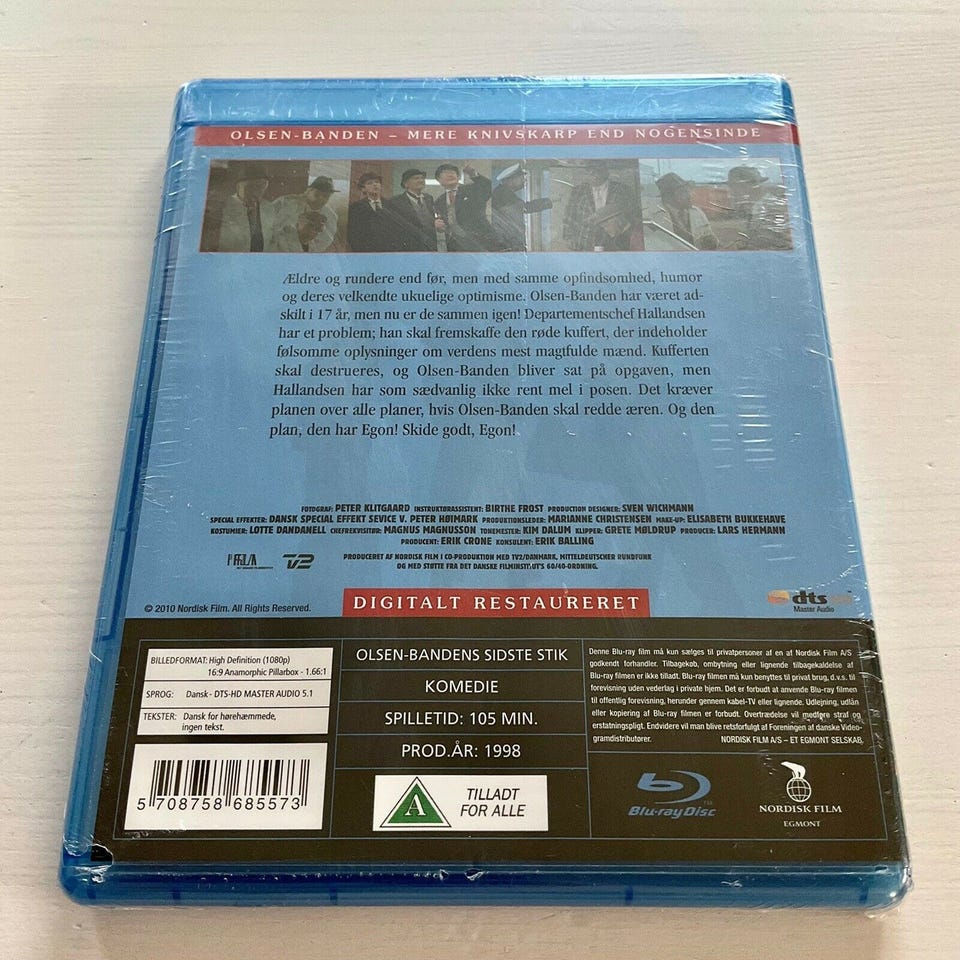 OLSEN-BANDEN – MERE KNIVSKARP END NOGENSINDE
Ældre og rundere end før, men med samme opfindsomhed, humor
og deres velkendte ukuelige optimisme. Olsen-Banden har været ad-
skilt i 17 år, men nu er de sammen igen! Departementschef Hallandsen
har et problem; han skal fremskaffe den røde kuffert, der indeholder
følsomme oplysninger om verdens mest magtfulde mænd. Kufferten
skal destrueres, og Olsen-Banden bliver sat på opgaven, men
Hallandsen har som sædvanlig ikke rent mel i posen. Det kræver
planen over alle planer, hvis Olsen-Banden skal redde æren. Og den
plan, den har Egon! Skide godt, Egon!
FOTOGRAF: PETER KLITGAARD INSTRUKTØRASSISTENT: BIRTHE FROST PRODUCTION DESIGNER: SVEN WICHMANN
SPECIAL EFFEKTER: DANSK SPECIAL EFFEKT SEVICE V. PETER HØIMARK PRODUKTIONSLEDER: MARIANNE CHRISTENSEN MAKE-UP: ELISABETH BUKKEHAVE
KOSTUMIER: LOTTE DANDANELL CHEFREKVISITØR: MAGNUS MAGNUSSON TONEMESTER: KIM DALUM KLIPPER: GRETE MØLDRUP PRODUCER: LARS HERMANN
PRODUCENT: ERIK CRONE KONSULENT: ERIK BALLING
TV2
PRODUCERET AF NORDISK FILM I CO-PRODUKTION MED TV2/DANMARK, MITTELDEUTSCHER RUNDFUNK
OG MED STØTTE FRA DET DANSKE FILMINSTITUT'S 60/40-ORDNING.
© 2010 Nordisk Film. All Rights Reserved.
DIGITALT RESTAURERET
dts
Master Audio
BILLEDFORMAT: High Definition (1080p)
16:9 Anamorphic Pillarbox - 1.66:1
SPROG: Dansk - DTS-HD MASTER AUDIO 5.1
TEKSTER: Dansk for hørehæmmede,
ingen tekst.
5 708758 685573
OLSEN-BANDENS SIDSTE STIK
KOMEDIE
SPILLETID: 105 MIN.
PROD.ÅR: 1998
A
TILLADT
FOR ALLE
Denne Blu-ray film må kun sælges til privatpersoner af en af Nordisk Film A/S
godkendt forhandler. Tilbagekøb, ombytning eller lignende tilbagekaldelse af
Blu-ray filmen er ikke tilladt. Blu-ray filmen må kun benyttes til privat brug, d.v.s. til
forevisning uden vederlag i private hjem. Det er forbudt at anvende Blu-ray filmen
til offentlig forevisning, herunder gennem kabel-TV eller lignende. Udlejning, udlån
eller kopiering af Blu-ray filmen er forbudt. Overtrædelse vil medføre straf og
erstatningspligt. Endvidere vil man blive retsforfulgt af Foreningen af danske Video-
gramdistributører. NORDISK FILM A/S – ET EGMONT SELSKAB.
Blu-ray Disc
NORDISK FILM
EGMONT